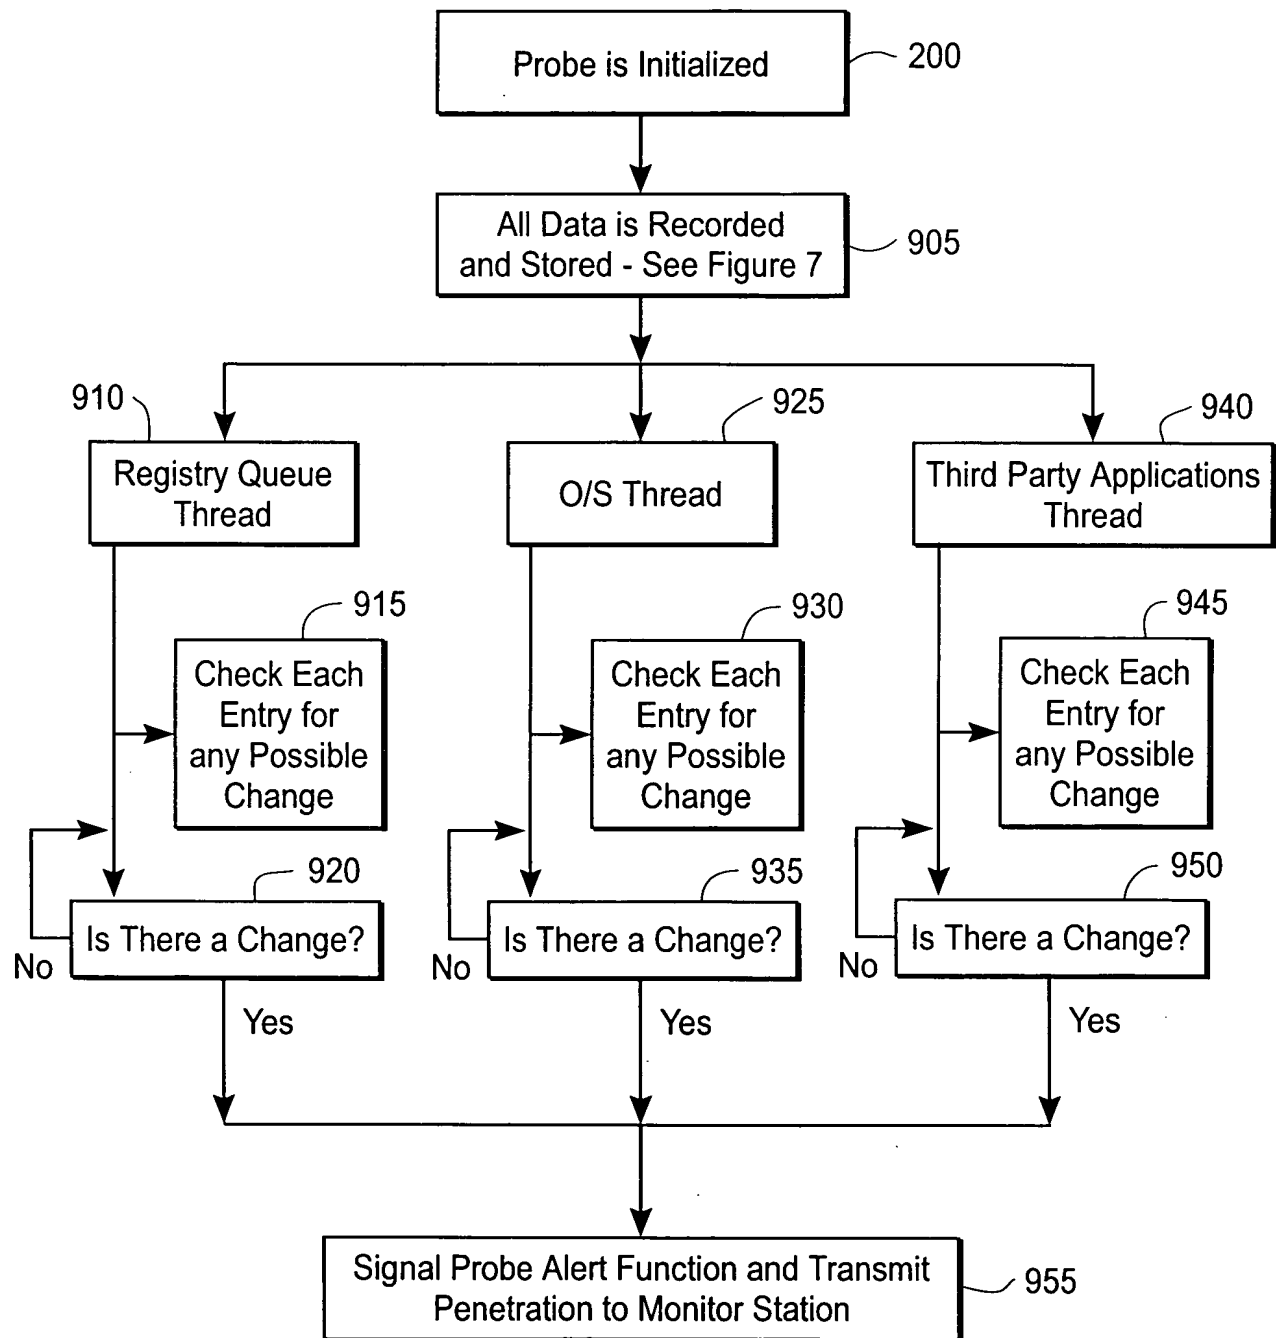 Probe is Initialized
200
All Data is Recorded
and Stored - See Figure 7
905
910
925
940
Registry Queue
Thread
O/S Thread
Third Party Applications
Thread
915
930
945
Check Each
Entry for
any Possible
Change
Check Each
Entry for
any Possible
Change
Check Each
Entry for
any Possible
Change
920
935
950
Is There a Change?
Is There a Change?
Is There a Change?
No
No
No
Yes
Yes
Yes
Signal Probe Alert Function and Transmit
Penetration to Monitor Station
955